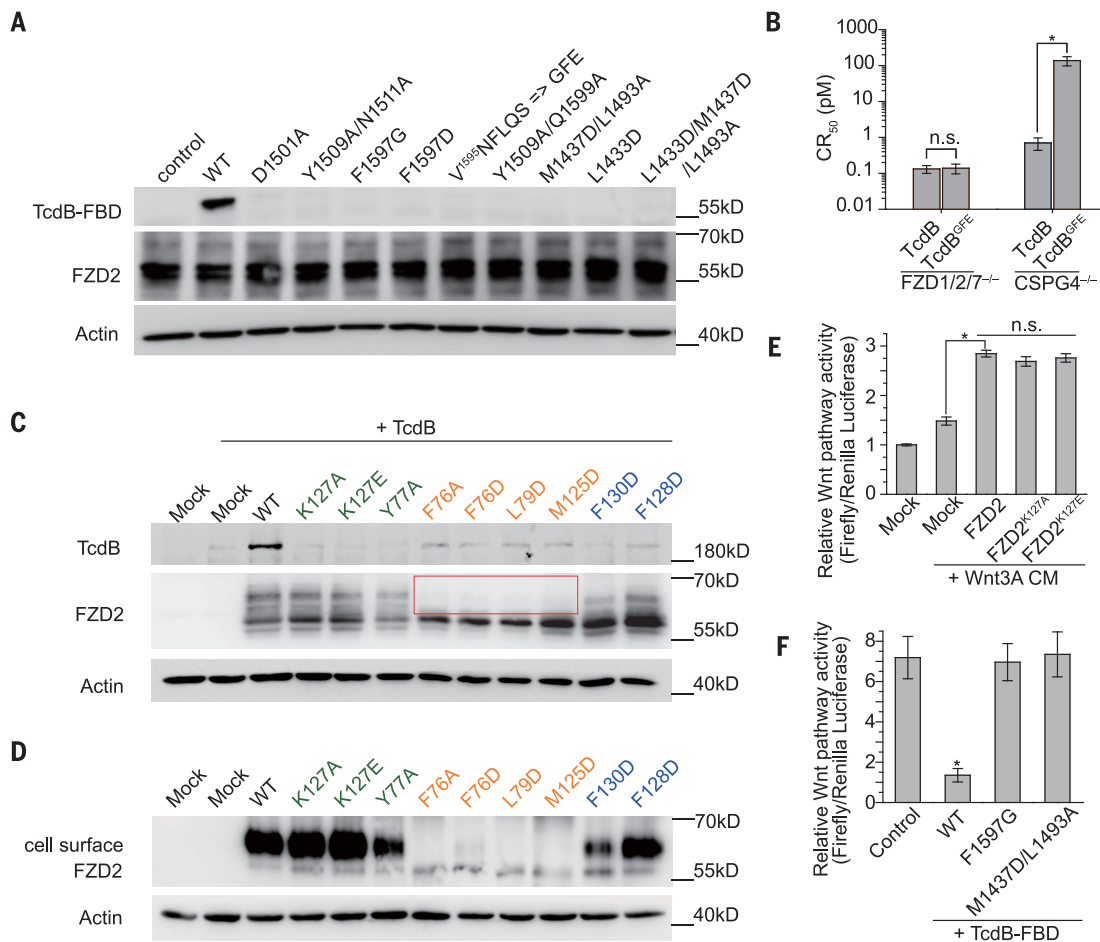 A
control
WT
D1501A
Y1509A/N1511A
F1597G
F1597D
V¹⁵⁹⁵NFLQS => GFE
Y1509A/Q1599A
M1437D/L1493A
L1433D
L1433D/M1437D
/L1493A
TcdB-FBD
55kD
70kD
FZD2
55kD
Actin
40kD
B
CR₅₀ (pM)
1000
100
10
1
0.1
0.01
n.s.
*
TcdB
TcdBᴳFE
TcdB
TcdBᴳFE
FZD1/2/7⁻/⁻
CSPG4⁻/⁻
C
+ TcdB
Mock
Mock
WT
K127A
K127E
Y77A
F76A
F76D
L79D
M125D
F130D
F128D
TcdB
180kD
70kD
FZD2
55kD
Actin
40kD
D
Mock
Mock
WT
K127A
K127E
Y77A
F76A
F76D
L79D
M125D
F130D
F128D
70kD
cell surface
FZD2
55kD
Actin
40kD
E
Relative Wnt pathway activity
(Firefly/Renilla Luciferase)
3
2
1
0
*
n.s.
Mock
Mock
FZD2
FZD2ᴷ¹²⁷ᴬ
FZD2ᴷ¹²⁷ᴱ
+ Wnt3A CM
F
Relative Wnt pathway activity
(Firefly/Renilla Luciferase)
8
6
4
2
0
*
Control
WT
F1597G
M1437D/L1493A
+ TcdB-FBD